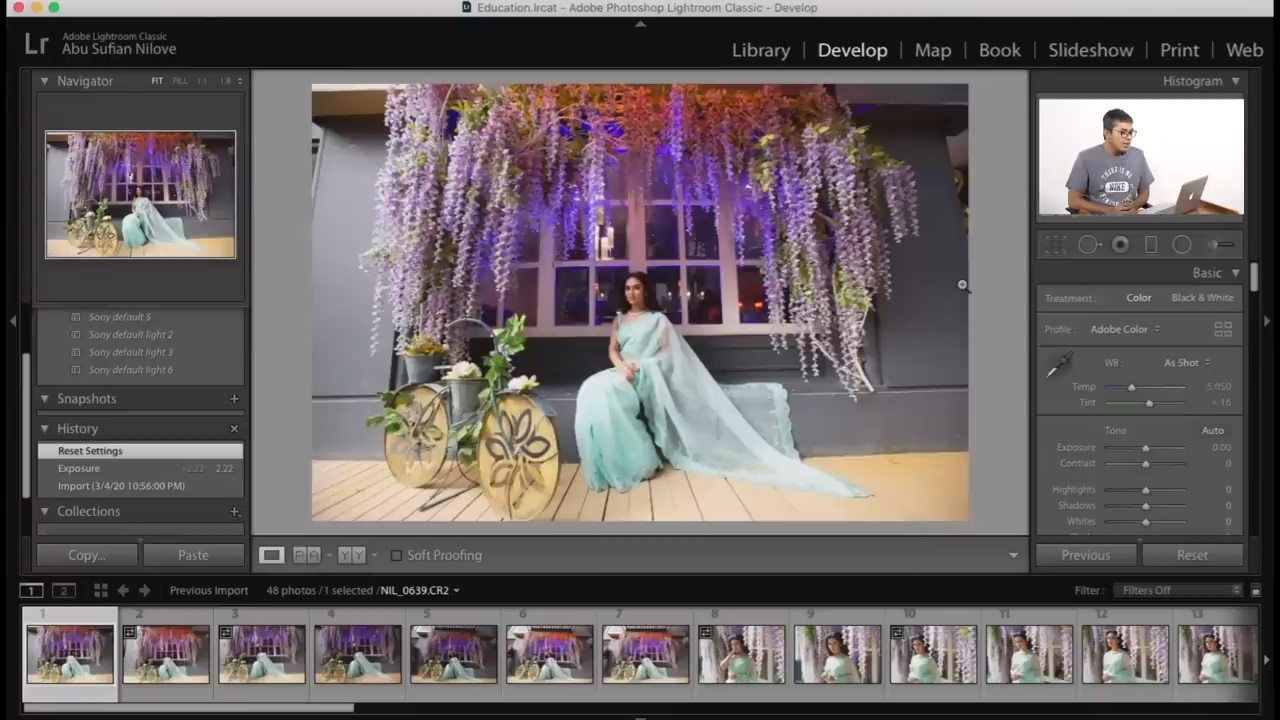 Education.lrcat - Adobe Photoshop Lightroom Classic - Develop
Lr
Adobe Lightroom Classic
Abu Sufian Nilove
Library | Develop | Map | Book | Slideshow | Print | Web
Navigator FIT FILL 1:1
Histogram
THERE IS NO
NIKE
Sony default 5
Sony default light 2
Sony default light 3
Sony default light 6
Snapshots +
History ×
Reset Settings
Exposure +2.22 2.22
Import (3/4/20 10:56:00 PM)
Collections +
Copy... Paste
Basic
Treatment: Color Black & White
Profile: Adobe Color
WB: As Shot
Temp 5,050
Tint + 16
Tone Auto
Exposure 0.00
Contrast 0
Highlights 0
Shadows 0
Whites 0
Previous Reset
R A Y Y Soft Proofing
1 2 Previous Import 48 photos / 1 selected / NIL_0639.CR2 Filter: Filters Off
1 2 3 4 5 6 7 8 9 10 11 12 13